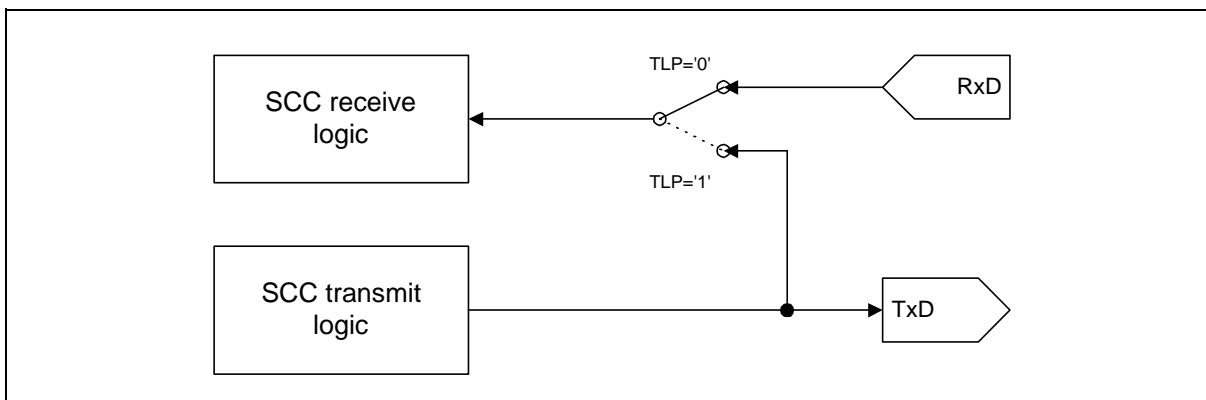 TLP='0'
SCC receive
logic
RxD
TLP='1'
SCC transmit
logic
TxD